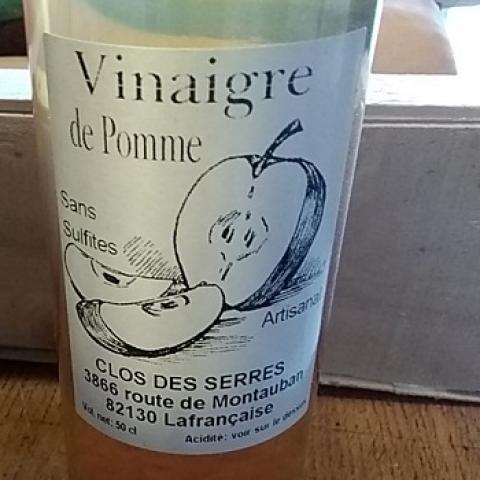 Vinaigre
de Pomme
Sans
Sulfites
Artisanal
CLOS DES SERRES
3866 route de Montauban
82130 Lafrançaise
Vol. net: 50 cl
Acidité: voir sur le dessus